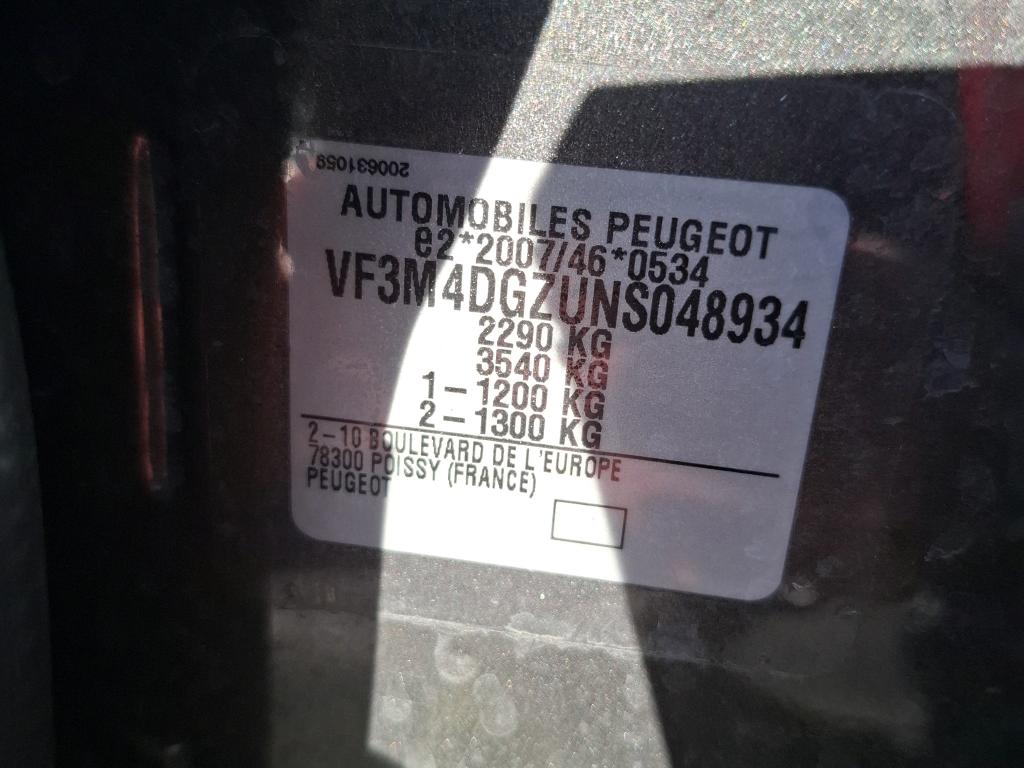 200631059
AUTOMOBILES PEUGEOT
e2*2007/46*0534
VF3M4DGZUNS048934
2290 KG
3540 KG
1-1200 KG
2-1300 KG
2-10 BOULEVARD DE L'EUROPE
78300 POISSY (FRANCE)
PEUGEOT